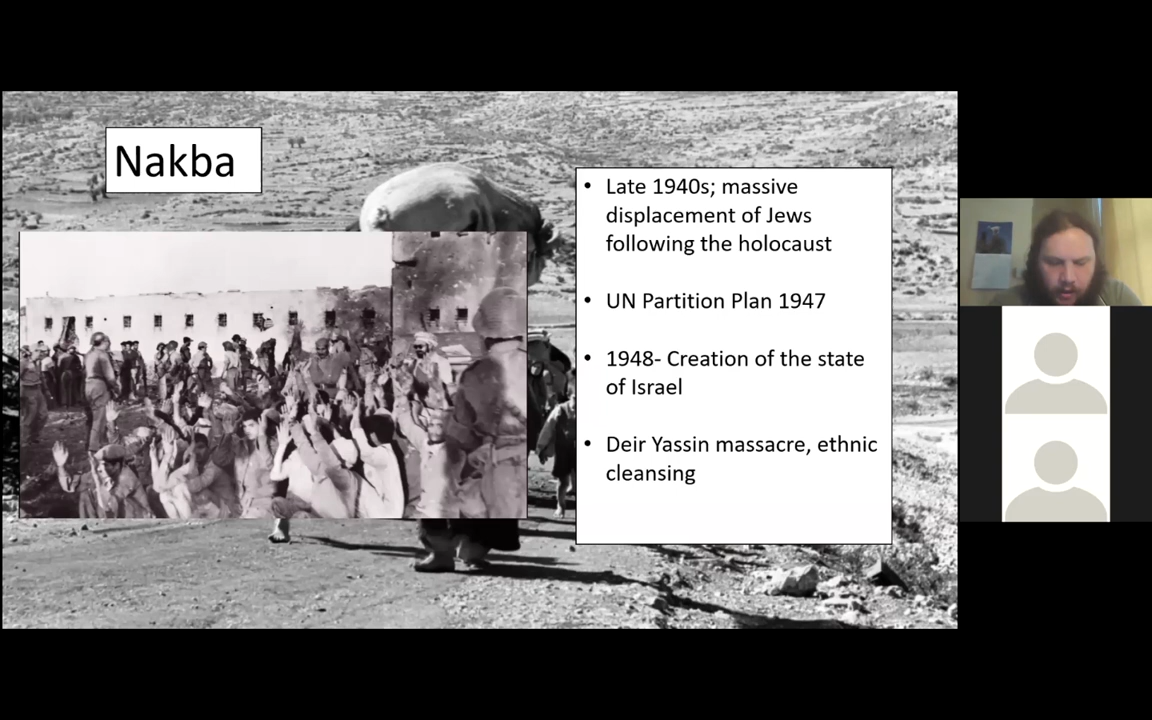 Nakba
• Late 1940s; massive
displacement of Jews
following the holocaust
• UN Partition Plan 1947
• 1948- Creation of the state
of Israel
• Deir Yassin massacre, ethnic
cleansing